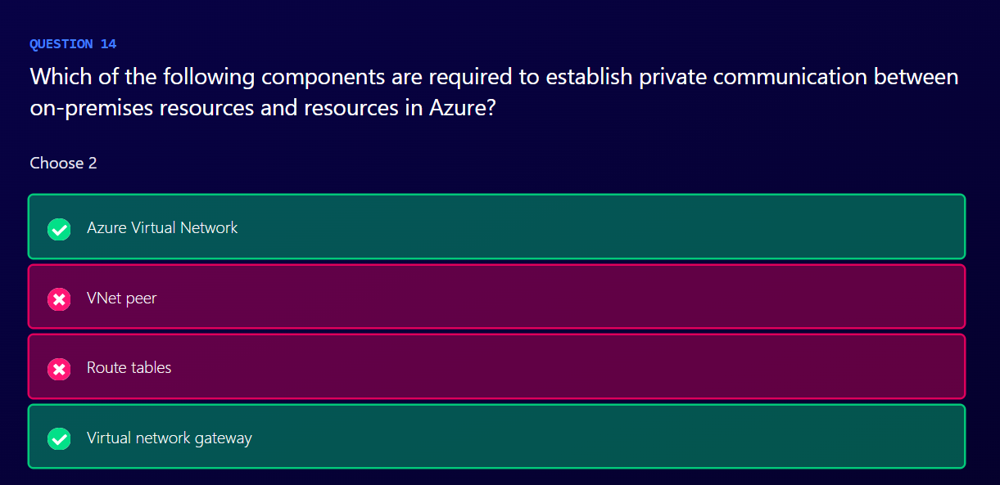 QUESTION 14
Which of the following components are required to establish private communication between
on-premises resources and resources in Azure?
Choose 2
Azure Virtual Network
VNet peer
Route tables
Virtual network gateway